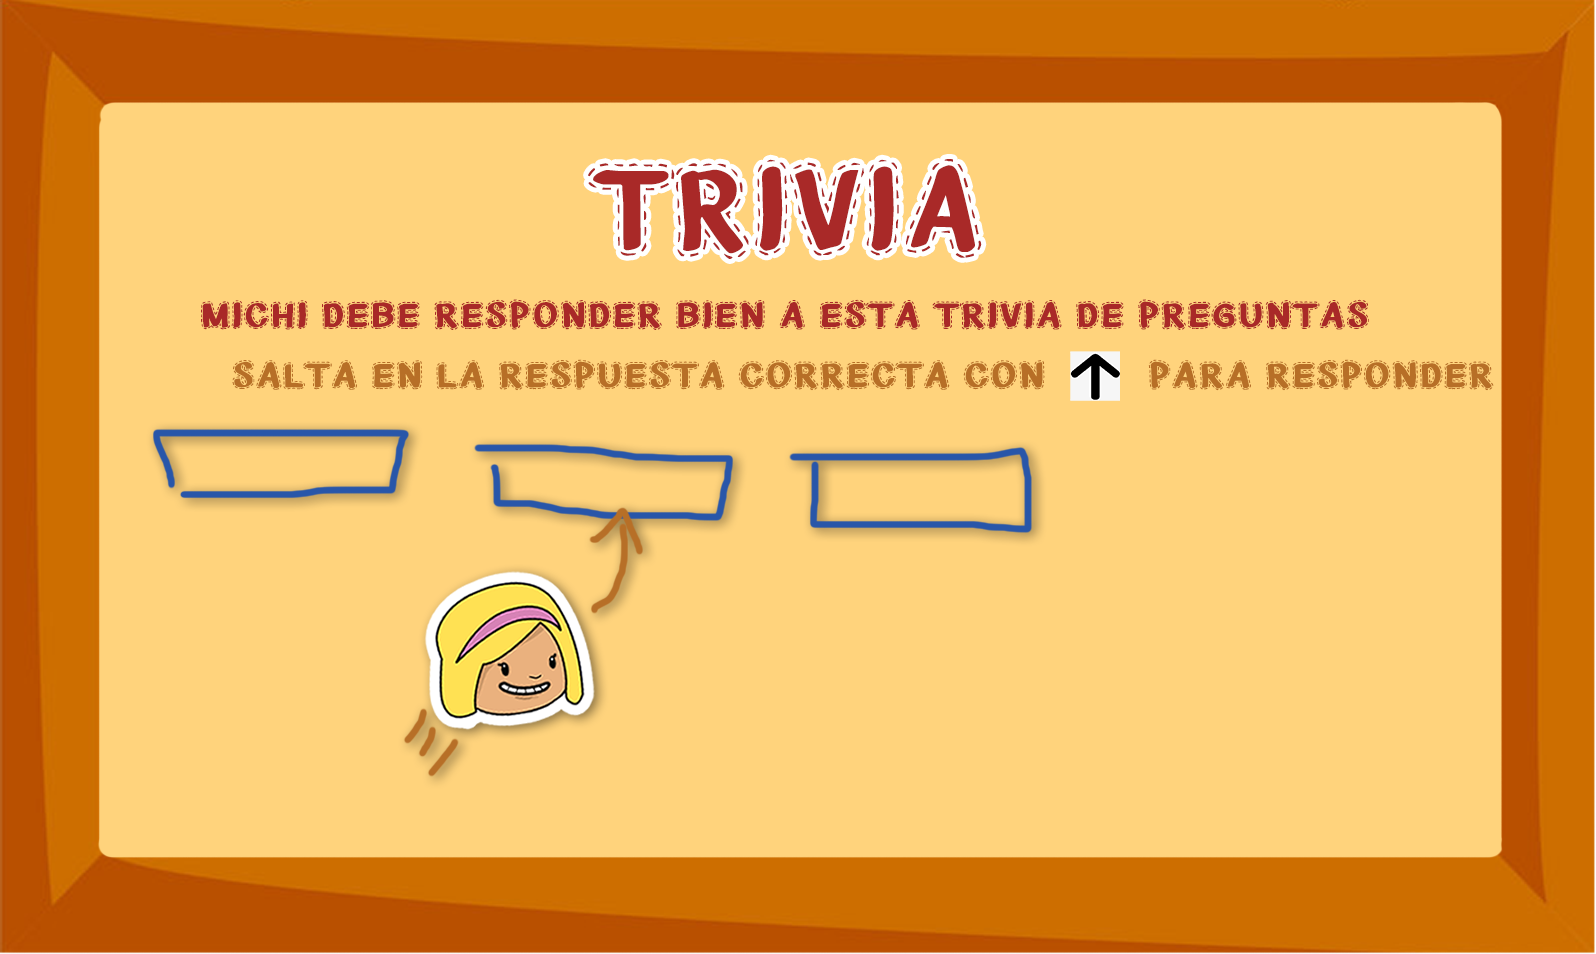 TRIVIA
MICHI DEBE RESPONDER BIEN A ESTA TRIVIA DE PREGUNTAS
SALTA EN LA RESPUESTA CORRECTA CON ↑ PARA RESPONDER